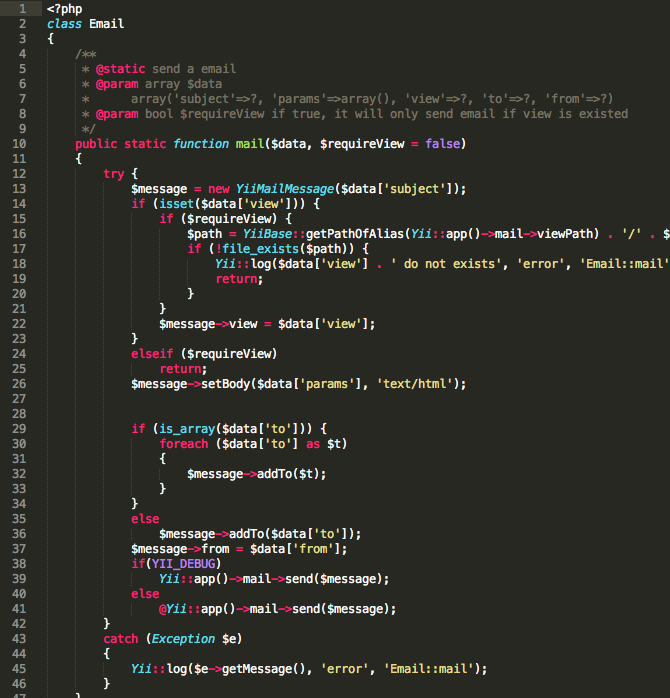 1 <?php
2 class Email
3 {
4     /**
5      * @static send a email
6      * @param array $data
7      *      array('subject'=>?, 'params'=>array(), 'view'=>?, 'to'=>?, 'from'=>?)
8      * @param bool $requireView if true, it will only send email if view is existed
9      */
10     public static function mail($data, $requireView = false)
11     {
12         try {
13             $message = new YiiMailMessage($data['subject']);
14             if (isset($data['view'])) {
15                 if ($requireView) {
16                     $path = YiiBase::getPathOfAlias(Yii::app()->mail->viewPath) . '/' . $
17                     if (!file_exists($path)) {
18                         Yii::log($data['view'] . ' do not exists', 'error', 'Email::mail'
19                         return;
20                     }
21                 }
22                 $message->view = $data['view'];
23             }
24             elseif ($requireView)
25                 return;
26             $message->setBody($data['params'], 'text/html');
27
28
29             if (is_array($data['to'])) {
30                 foreach ($data['to'] as $t)
31                 {
32                     $message->addTo($t);
33                 }
34             }
35             else
36                 $message->addTo($data['to']);
37             $message->from = $data['from'];
38             if(YII_DEBUG)
39                 Yii::app()->mail->send($message);
40             else
41                 @Yii::app()->mail->send($message);
42         }
43         catch (Exception $e)
44         {
45             Yii::log($e->getMessage(), 'error', 'Email::mail');
46         }
47     }